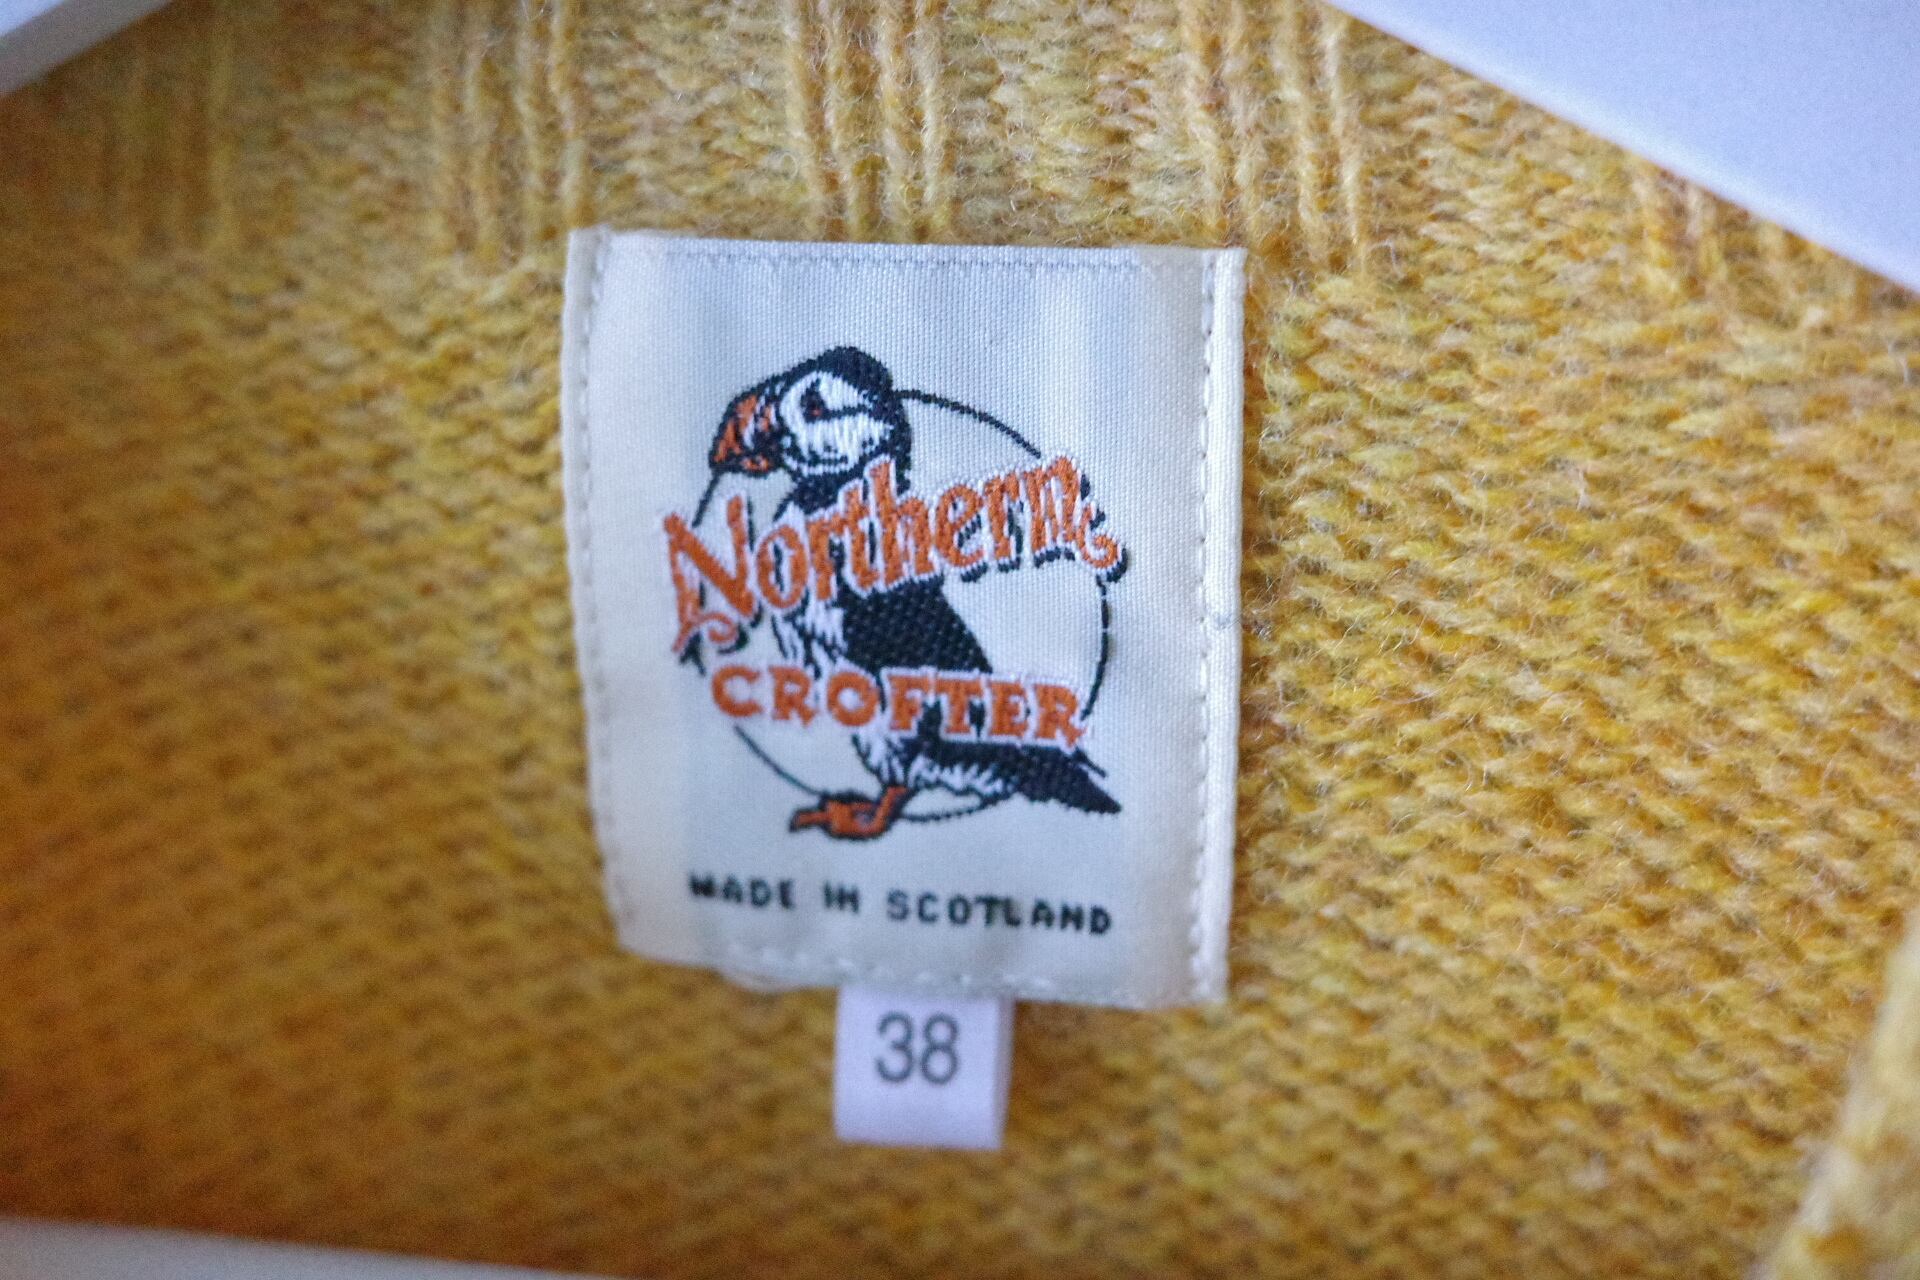 Northern
CROFTER
MADE IN SCOTLAND
38